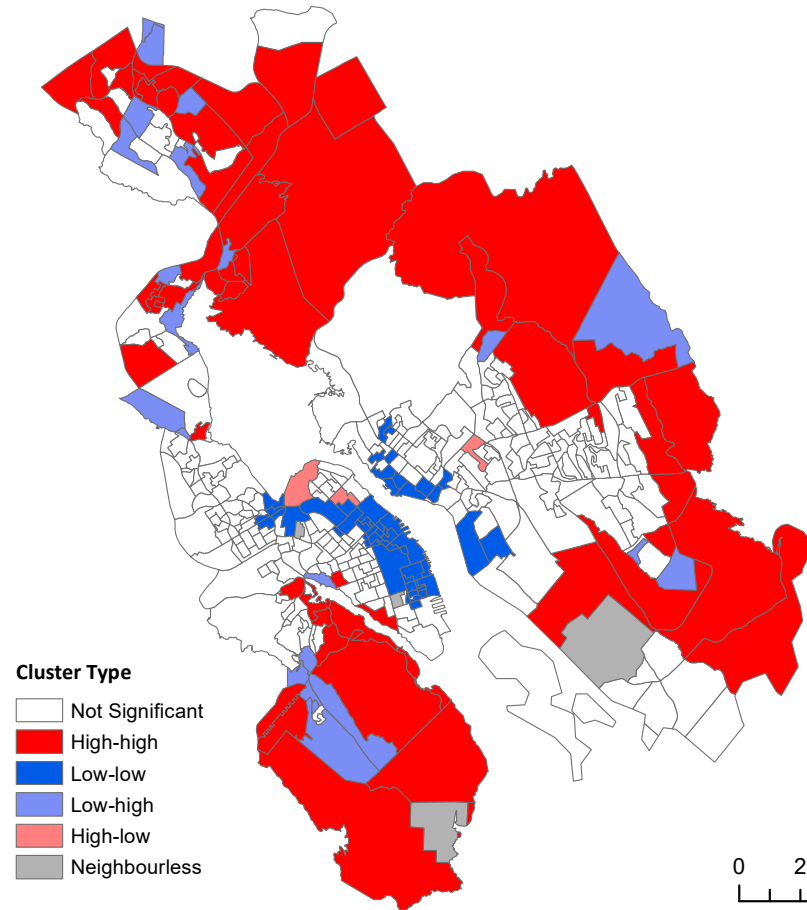 Cluster Type
Not Significant
High-high
Low-low
Low-high
High-low
Neighbourless
0 2